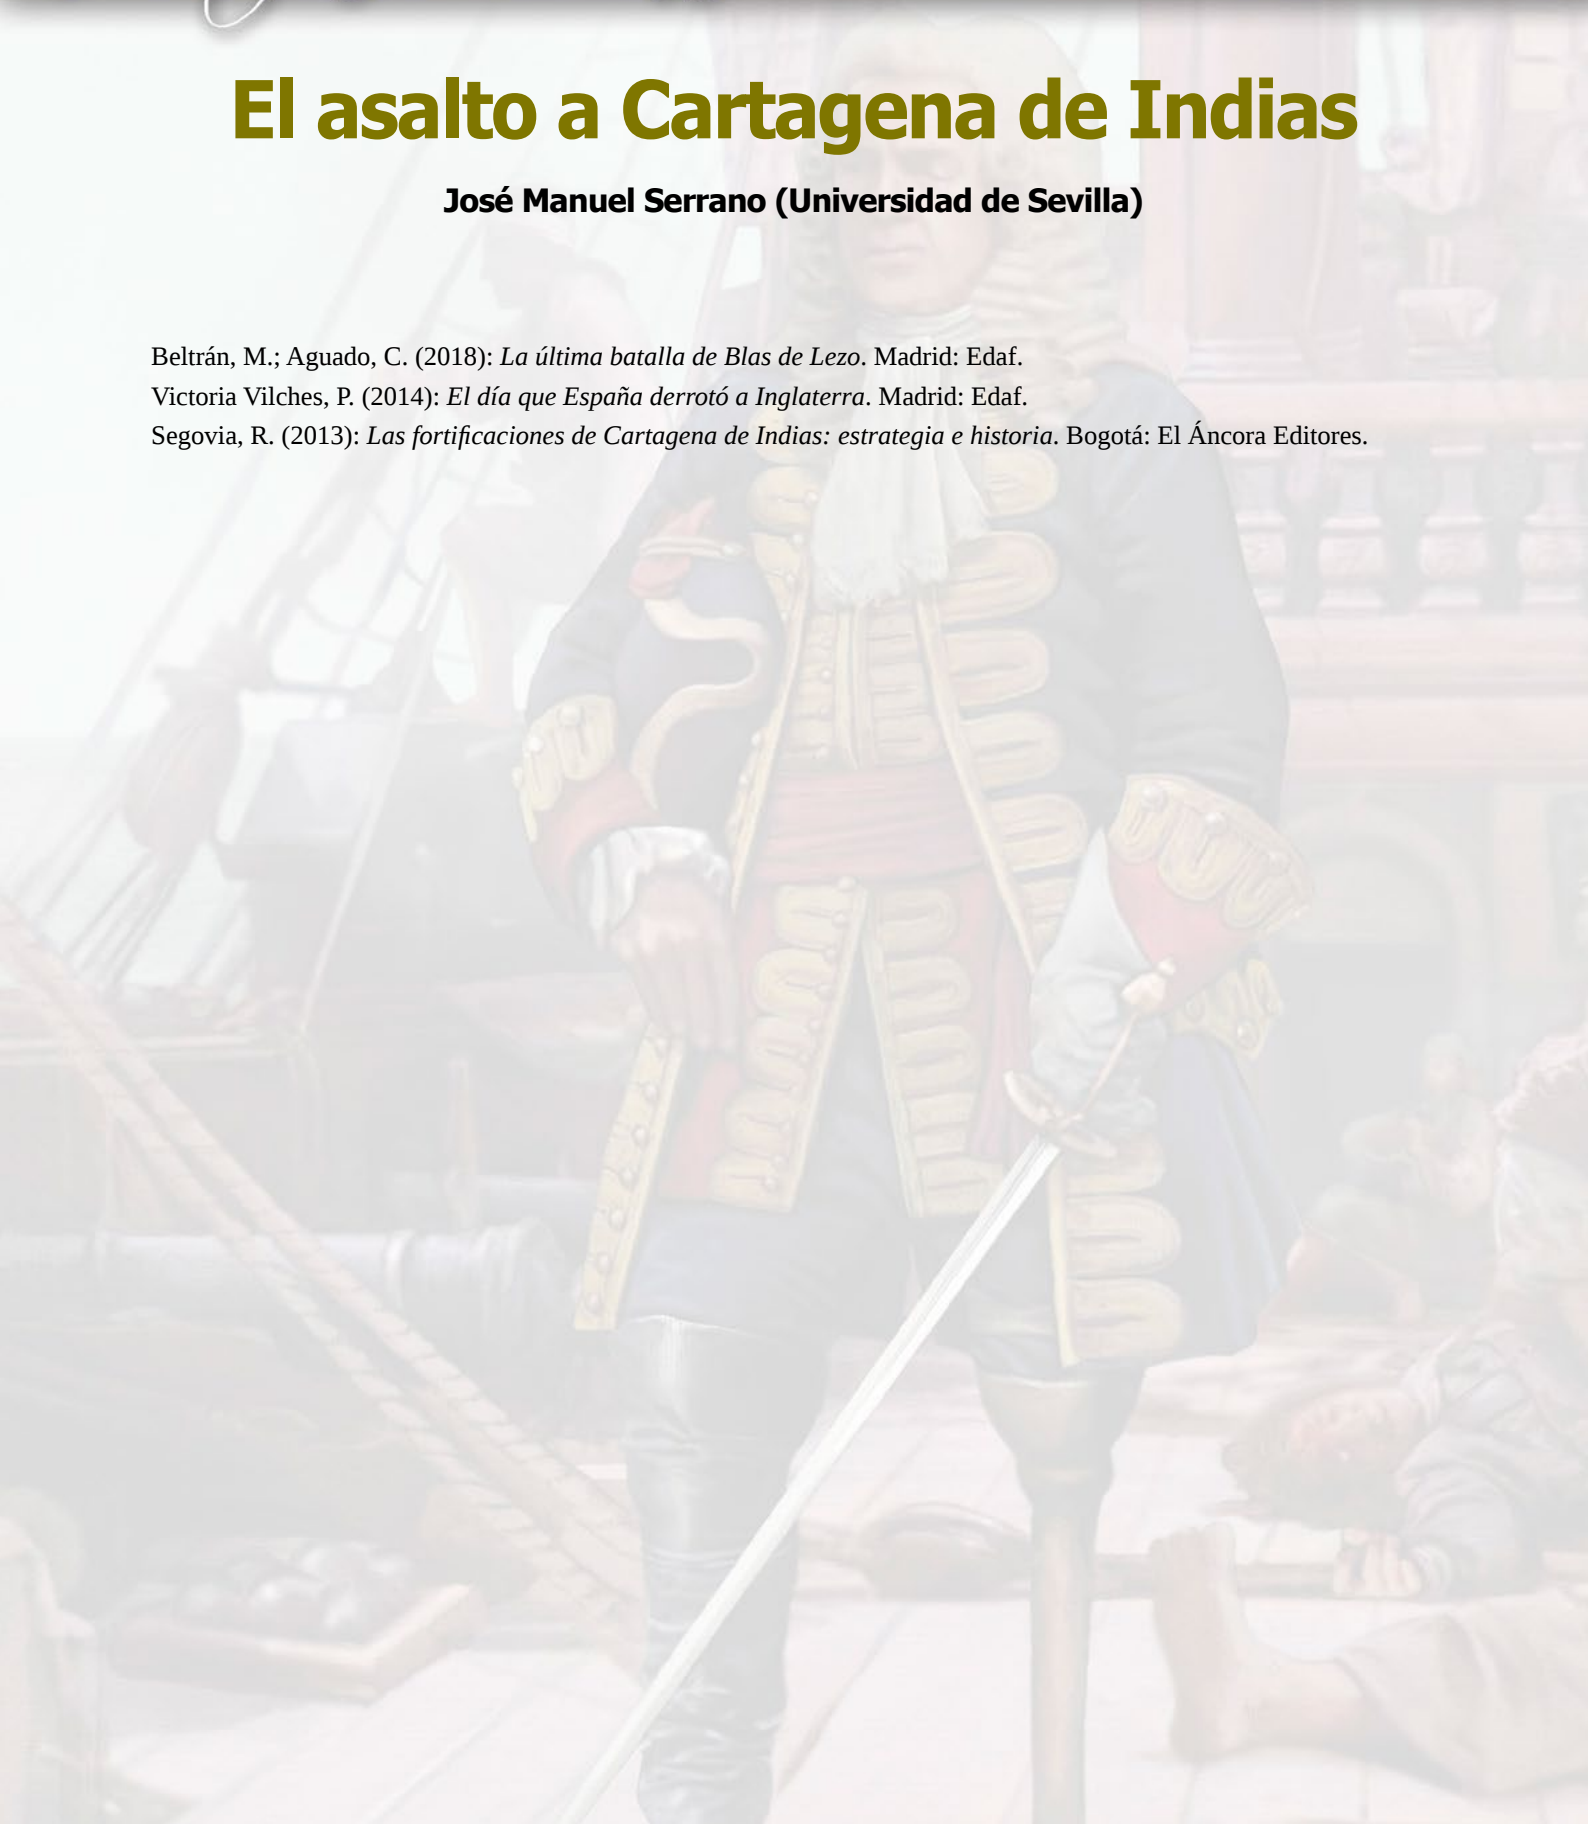 El asalto a Cartagena de Indias
José Manuel Serrano (Universidad de Sevilla)
Beltrán, M.; Aguado, C. (2018): La última batalla de Blas de Lezo. Madrid: Edaf.
Victoria Vilches, P. (2014): El día que España derrotó a Inglaterra. Madrid: Edaf.
Segovia, R. (2013): Las fortificaciones de Cartagena de Indias: estrategia e historia. Bogotá: El Áncora Editores.